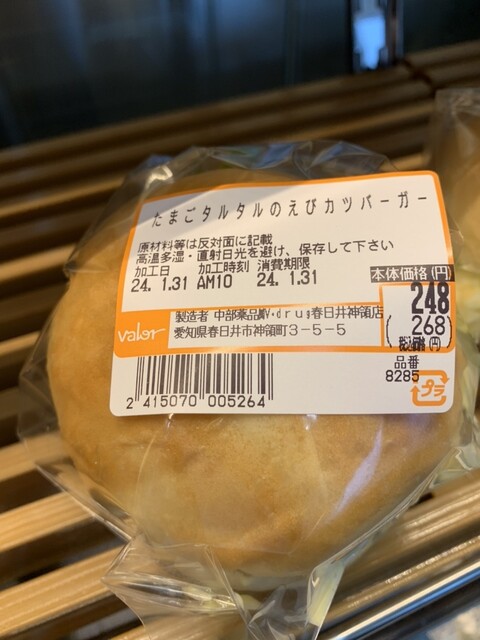 たまごタルタルのえびカツバーガー
原材料等は反対面に記載
高温多湿・直射日光を避け、保存して下さい
加工日 加工時刻 消費期限
24. 1.31 AM10 24. 1.31
本体価格(円)
248
(268)
税込価格(円)
valor
製造者 中部薬品㈱V・drug春日井神領店
愛知県春日井市神領町3-5-5
品番
8285
プラ
2 415070 005264